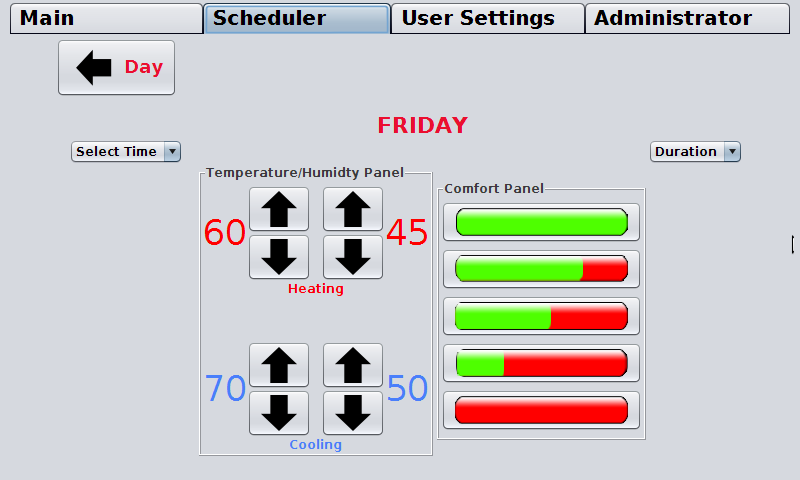 Main Scheduler User Settings Administrator
Day
FRIDAY
Select Time Duration
Temperature/Humidty Panel
Comfort Panel
60 45
Heating
70 50
Cooling